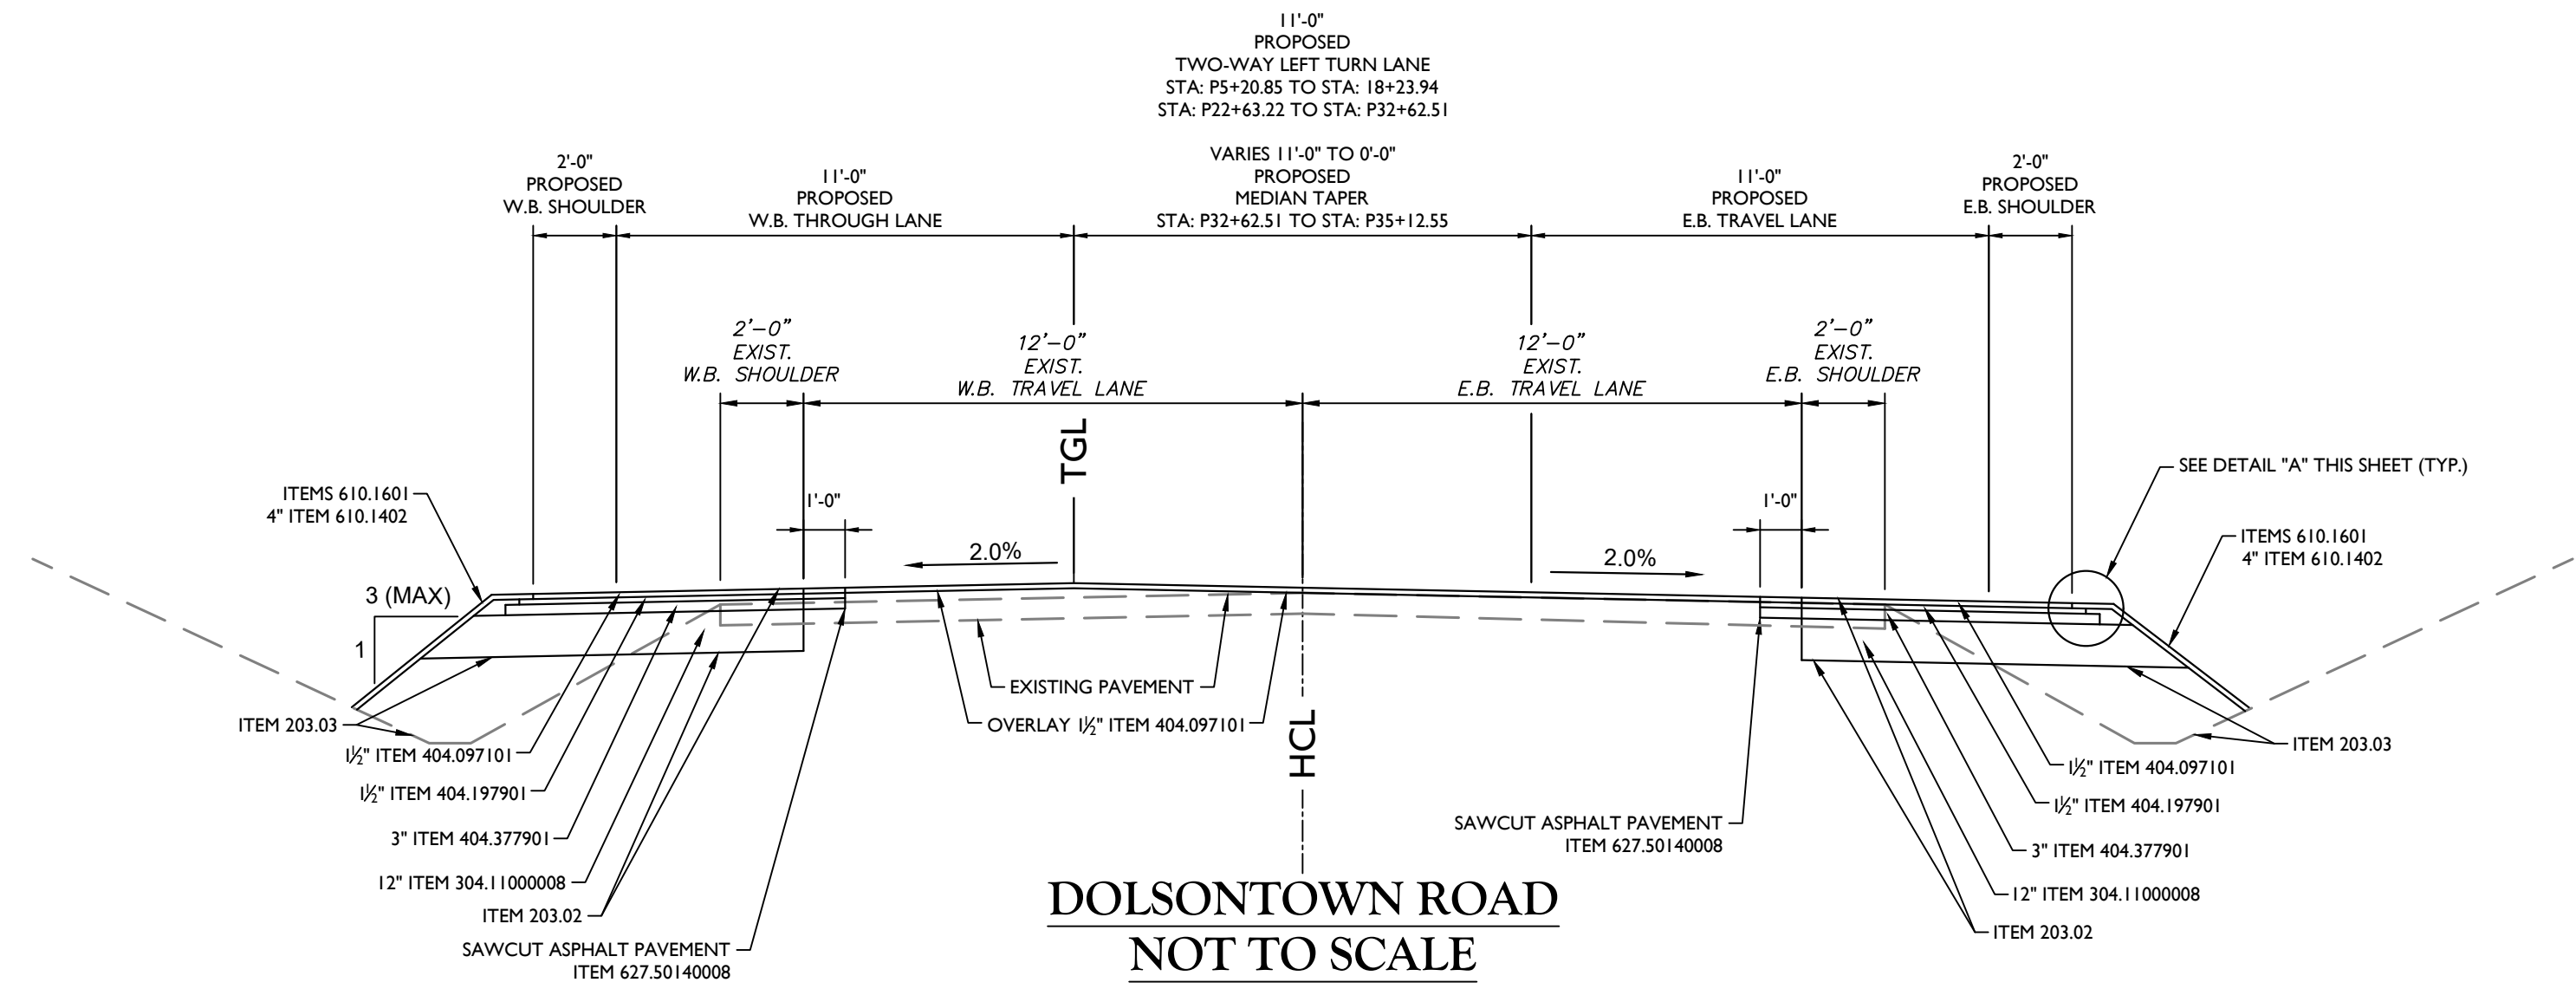 11'-0"
PROPOSED
TWO-WAY LEFT TURN LANE
STA: P5+20.85 TO STA: 18+23.94
STA: P22+63.22 TO STA: P32+62.51
2'-0"
PROPOSED
W.B. SHOULDER
11'-0"
PROPOSED
W.B. THROUGH LANE
VARIES 11'-0" TO 0'-0"
PROPOSED
MEDIAN TAPER
STA: P32+62.51 TO STA: P35+12.55
11'-0"
PROPOSED
E.B. TRAVEL LANE
2'-0"
PROPOSED
E.B. SHOULDER
2'-0"
EXIST.
W.B. SHOULDER
12'-0"
EXIST.
W.B. TRAVEL LANE
12'-0"
EXIST.
E.B. TRAVEL LANE
2'-0"
EXIST.
E.B. SHOULDER
TGL
SEE DETAIL "A" THIS SHEET (TYP.)
ITEMS 610.1601
4" ITEM 610.1402
1'-0"
1'-0"
ITEMS 610.1601
4" ITEM 610.1402
2.0%
2.0%
3 (MAX)
1
EXISTING PAVEMENT
OVERLAY 1½" ITEM 404.097101
HCL
ITEM 203.03
1½" ITEM 404.097101
1½" ITEM 404.197901
3" ITEM 404.377901
12" ITEM 304.11000008
ITEM 203.02
SAWCUT ASPHALT PAVEMENT
ITEM 627.50140008
ITEM 203.03
1½" ITEM 404.097101
1½" ITEM 404.197901
3" ITEM 404.377901
12" ITEM 304.11000008
ITEM 203.02
SAWCUT ASPHALT PAVEMENT
ITEM 627.50140008
DOLSONTOWN ROAD
NOT TO SCALE